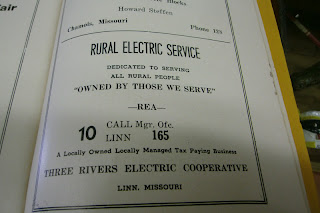 Blocks
Howard Steffen
Chamois, Missouri Phone 123
RURAL ELECTRIC SERVICE
DEDICATED TO SERVING
ALL RURAL PEOPLE
"OWNED BY THOSE WE SERVE"
—REA—
10 CALL Mgr. Ofc.
LINN 165
A Locally Owned Locally Managed Tax Paying Business
THREE RIVERS ELECTRIC COOPERATIVE
LINN, MISSOURI